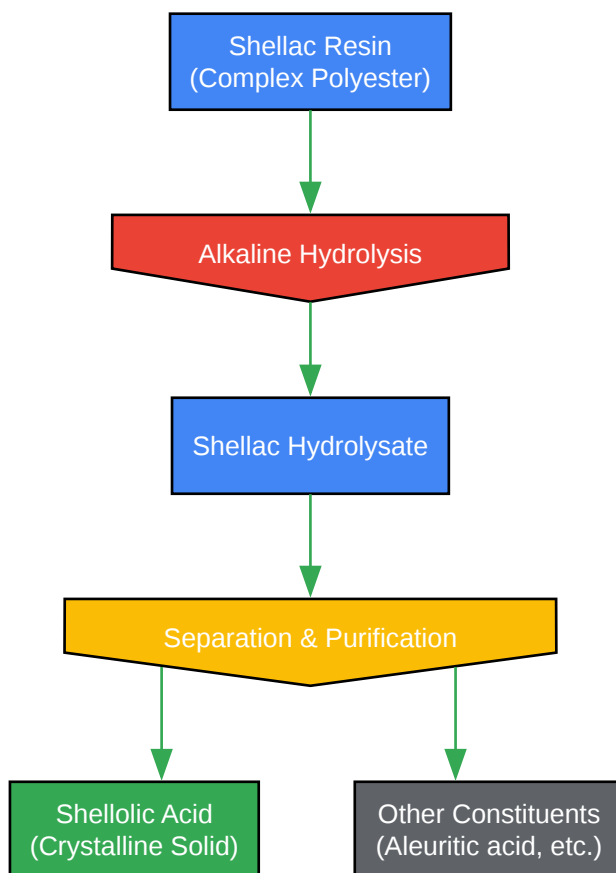 Shellac Resin
(Complex Polyester)
Alkaline Hydrolysis
Shellac Hydrolysate
Separation & Purification
Shellolic Acid
(Crystalline Solid)
Other Constituents
(Aleuritic acid, etc.)